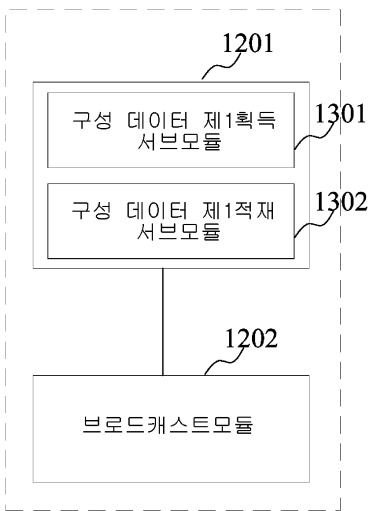 1201
구성 데이터 제1획득
서브모듈
1301
구성 데이터 제1적재
서브모듈
1302
1202
브로드캐스트모듈